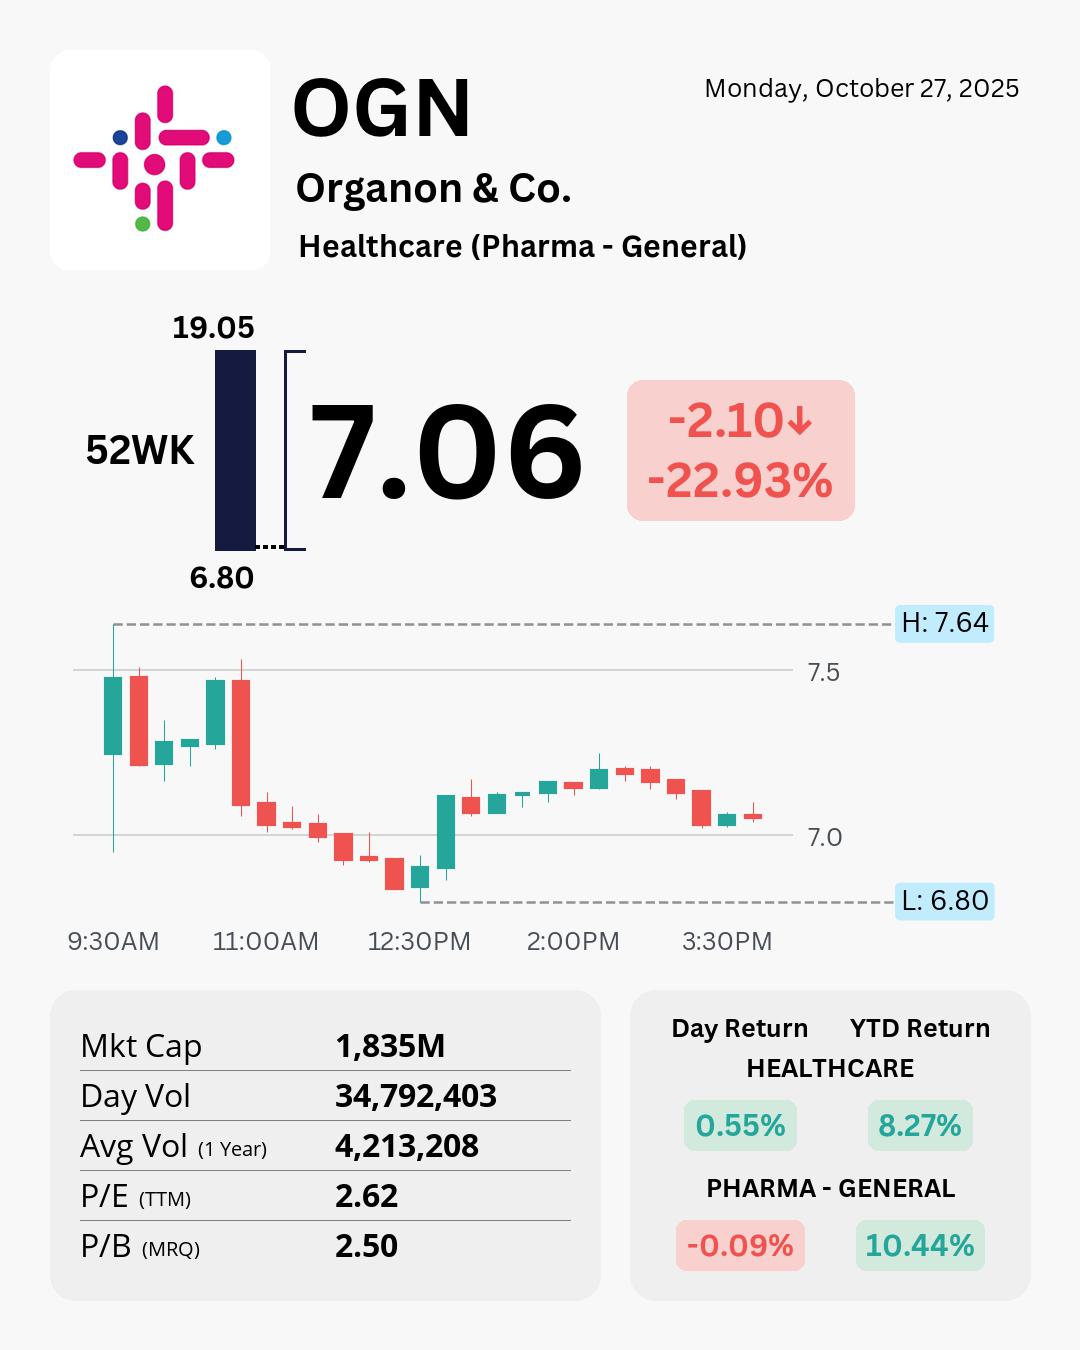 OGN
Monday, October 27, 2025
Organon & Co.
Healthcare (Pharma - General)
19.05
52WK
7.06
-2.10↓
-22.93%
6.80
H: 7.64
7.5
7.0
L: 6.80
9:30AM 11:00AM 12:30PM 2:00PM 3:30PM
Mkt Cap 1,835M
Day Vol 34,792,403
Avg Vol (1 Year) 4,213,208
P/E (TTM) 2.62
P/B (MRQ) 2.50
Day Return YTD Return
HEALTHCARE
0.55% 8.27%
PHARMA - GENERAL
-0.09% 10.44%